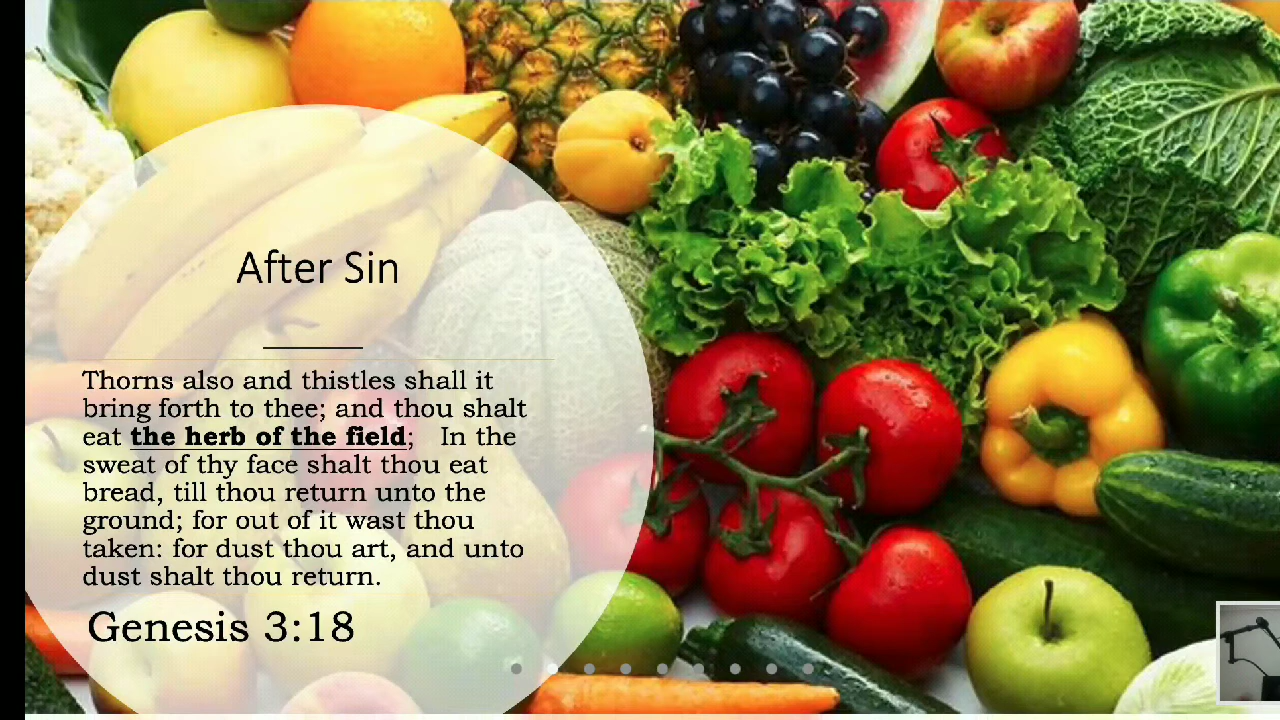 After Sin
Thorns also and thistles shall it
bring forth to thee; and thou shalt
eat the herb of the field;   In the
sweat of thy face shalt thou eat
bread, till thou return unto the
ground; for out of it wast thou
taken: for dust thou art, and unto
dust shalt thou return.
Genesis 3:18